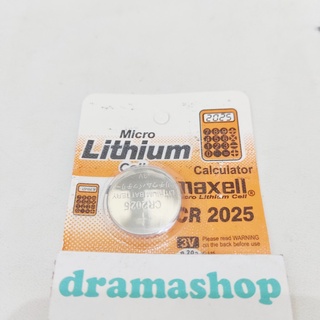 2025
Micro
Lithium
Cell
Calculator
maxell®
Micro Lithium Cell
CR 2025
3V
Please read WARNING
on the back before use
dramashop